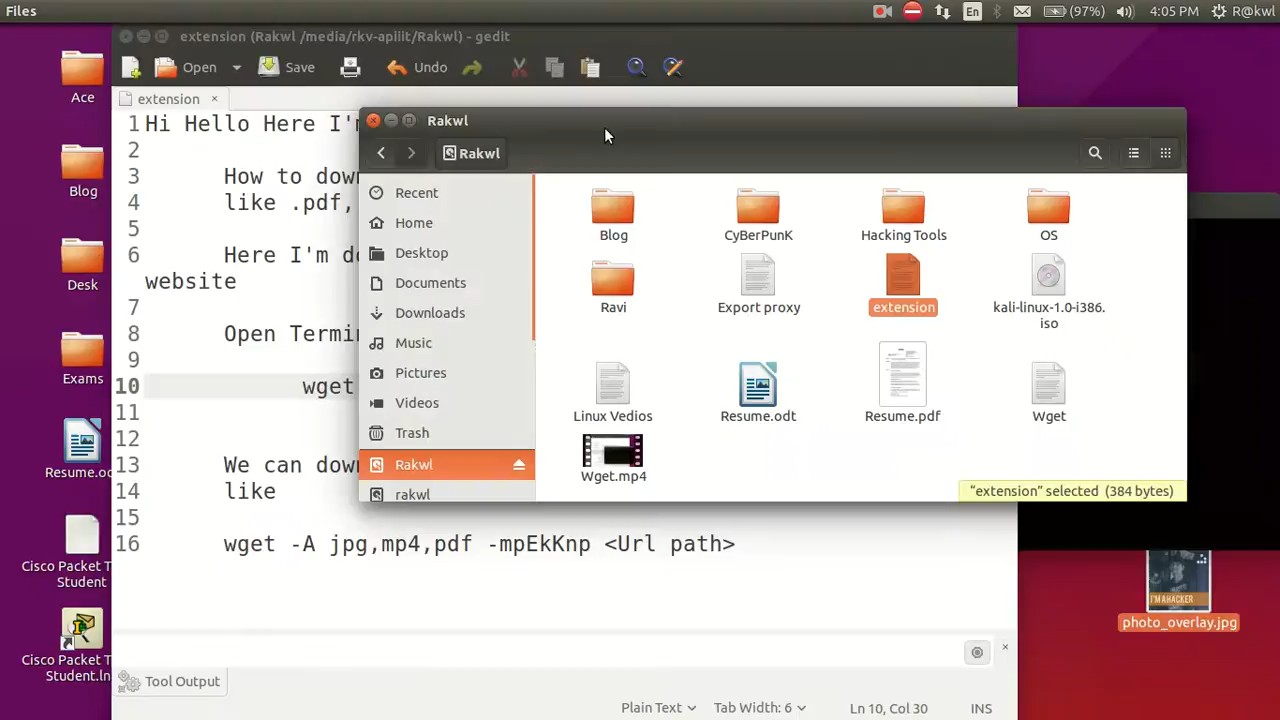 Files
En
(97%)
4:05 PM
R@kwl
extension (Rakwl /media/rkv-apiiit/Rakwl) - gedit
Open
Save
Undo
extension
1 Hi Hello Here I'm
2
3 How to down
4 like .pdf,
5
6 Here I'm do
website
7
8 Open Termi
9
10 wget
11
12
13 We can down
14 like
15
16 wget -A jpg,mp4,pdf -mpEkKnp <Url path>
Tool Output
Plain Text
Tab Width: 6
Ln 10, Col 30
INS
Rakwl
Rakwl
Recent
Home
Desktop
Documents
Downloads
Music
Pictures
Videos
Trash
Rakwl
rakwl
Blog
CyBerPunK
Hacking Tools
OS
Ravi
Export proxy
extension
kali-linux-1.0-i386.
iso
Linux Vedios
Resume.odt
Resume.pdf
Wget
Wget.mp4
"extension" selected (384 bytes)
Ace
Blog
Desk
Exams
Resume.od
Cisco Packet T
Student
Cisco Packet T
Student.ln
I'M A HACKER
photo_overlay.jpg